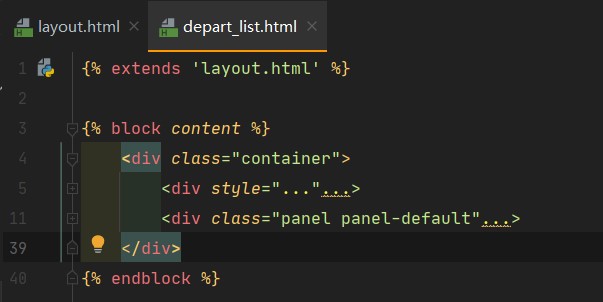 layout.html
depart_list.html
1 {% extends 'layout.html' %}
2
3 {% block content %}
4 <div class="container">
5 <div style="..."...>
11 <div class="panel panel-default"...>
39 </div>
40 {% endblock %}